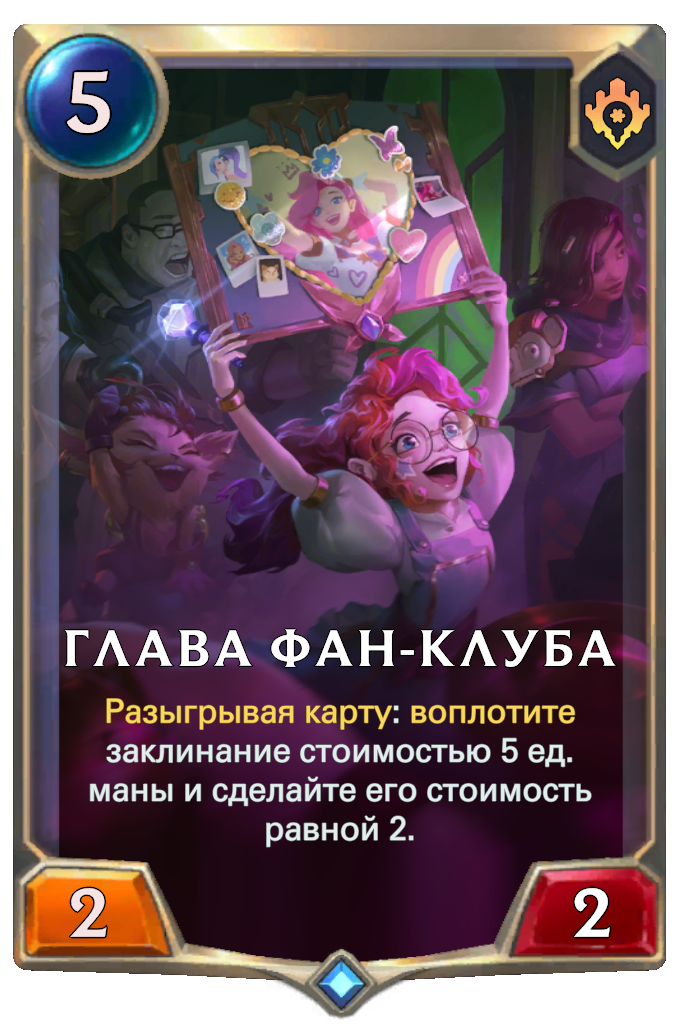 5
ГЛАВА ФАН-КЛУБА
Разыгрывая карту: воплотите
заклинание стоимостью 5 ед.
маны и сделайте его стоимость
равной 2.
2
2